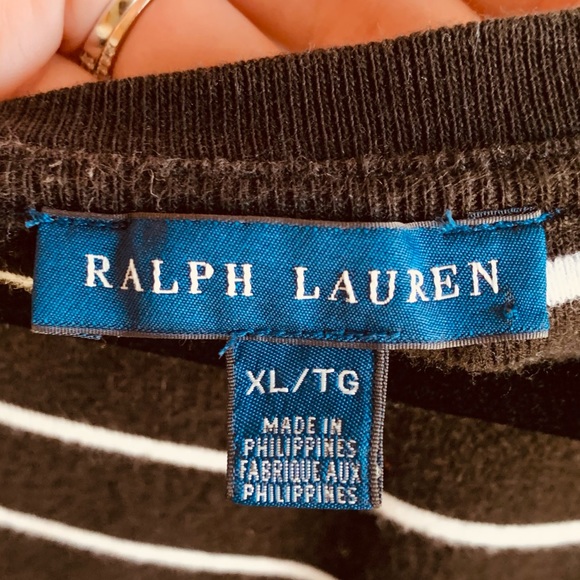 RALPH LAUREN
XL/TG
MADE IN
PHILIPPINES
FABRIQUE AUX
PHILIPPINES